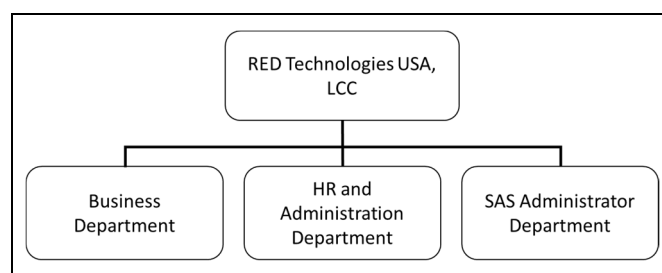 RED Technologies USA,
LCC
Business
Department
HR and
Administration
Department
SAS Administrator
Department